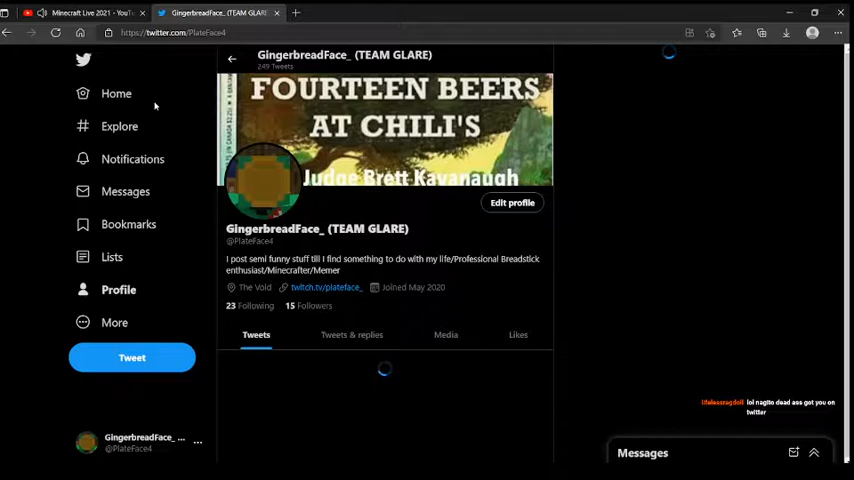 Minecraft Live 2021 - YouTu
GingerbreadFace_ (TEAM GLARE
https://twitter.com/PlateFace4
GingerbreadFace_ (TEAM GLARE)
249 Tweets
Home
Explore
Notifications
Messages
Bookmarks
Lists
Profile
More
Tweet
GingerbreadFace_ ...
@PlateFace4
FOURTEEN BEERS
AT CHILI'S
Judge Brett Kavanaugh
Edit profile
GingerbreadFace_ (TEAM GLARE)
@PlateFace4
I post semi funny stuff till I find something to do with my life/Professional Breadstick
enthusiast/Minecrafter/Memer
The Void twitch.tv/plateface_ Joined May 2020
23 Following 15 Followers
Tweets Tweets & replies Media Likes
lifelessragdoll lol nagito dead ass got you on
twitter
Messages